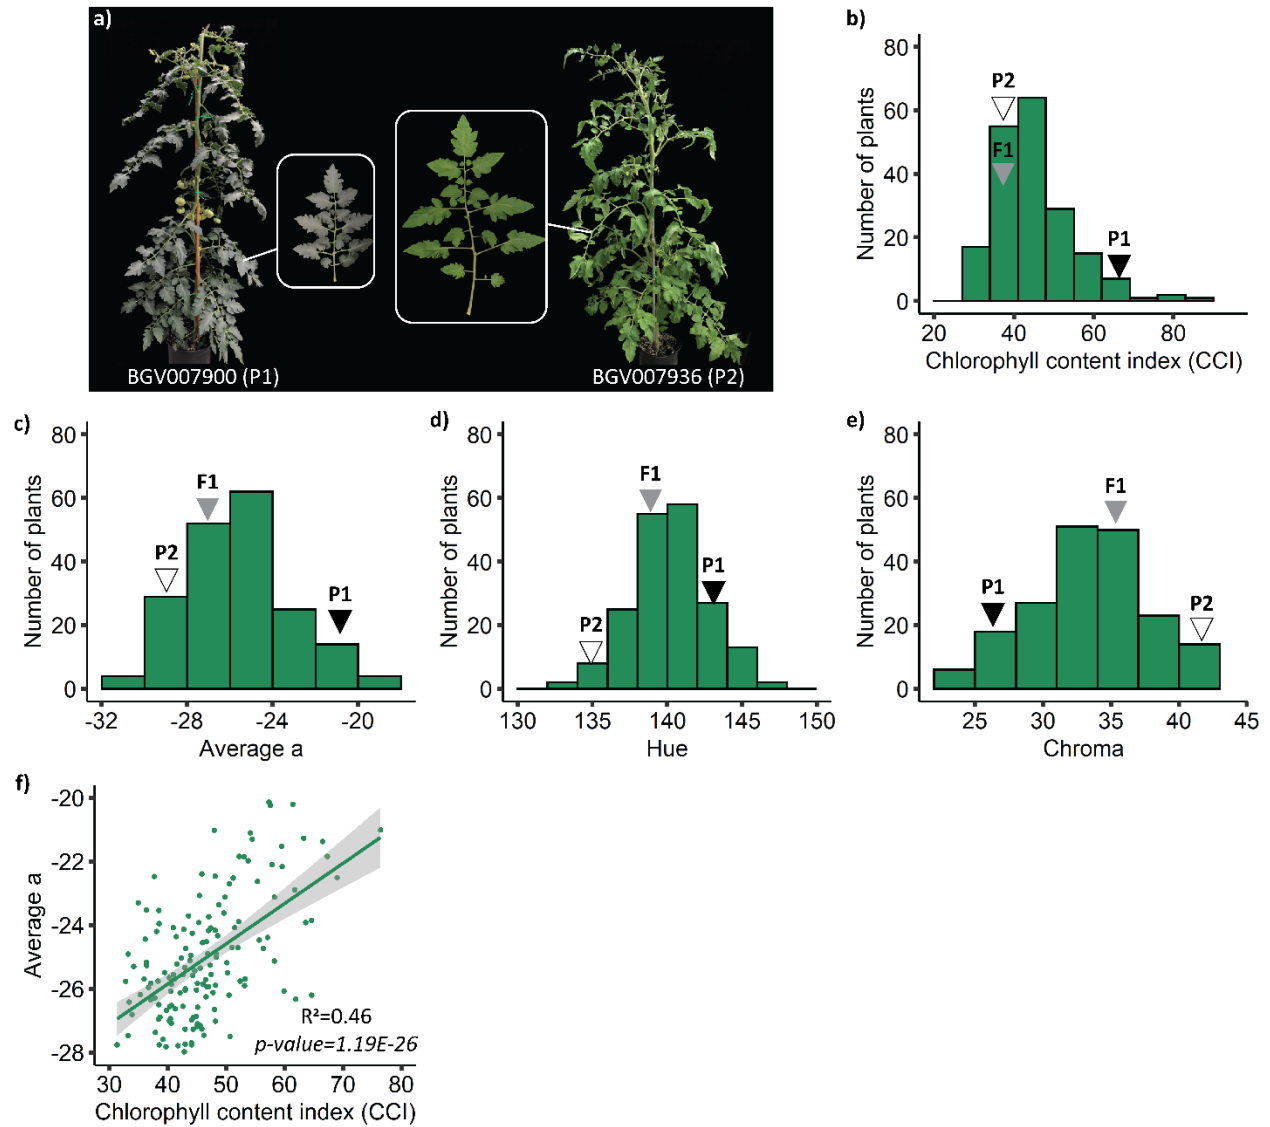 a)
BGV007900 (P1)
BGV007936 (P2)
b)
80
60
40
20
0
Number of plants
P2
F1
P1
20 40 60 80
Chlorophyll content index (CCI)
c)
80
60
40
20
0
Number of plants
F1
P2
P1
-32 -28 -24 -20
Average a
d)
80
60
40
20
0
Number of plants
F1
P1
P2
130 135 140 145 150
Hue
e)
80
60
40
20
0
Number of plants
F1
P1
P2
25 30 35 40 45
Chroma
f)
-20
-22
-24
-26
-28
Average a
R²=0.46
p-value=1.19E-26
30 40 50 60 70 80
Chlorophyll content index (CCI)